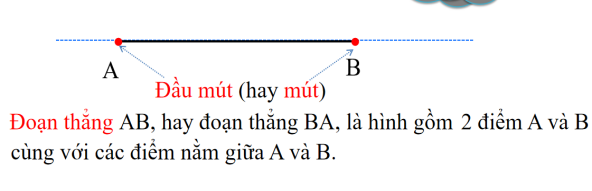 A
B
Đầu mút (hay mút)
Đoạn thẳng AB, hay đoạn thẳng BA, là hình gồm 2 điểm A và B
cùng với các điểm nằm giữa A và B.